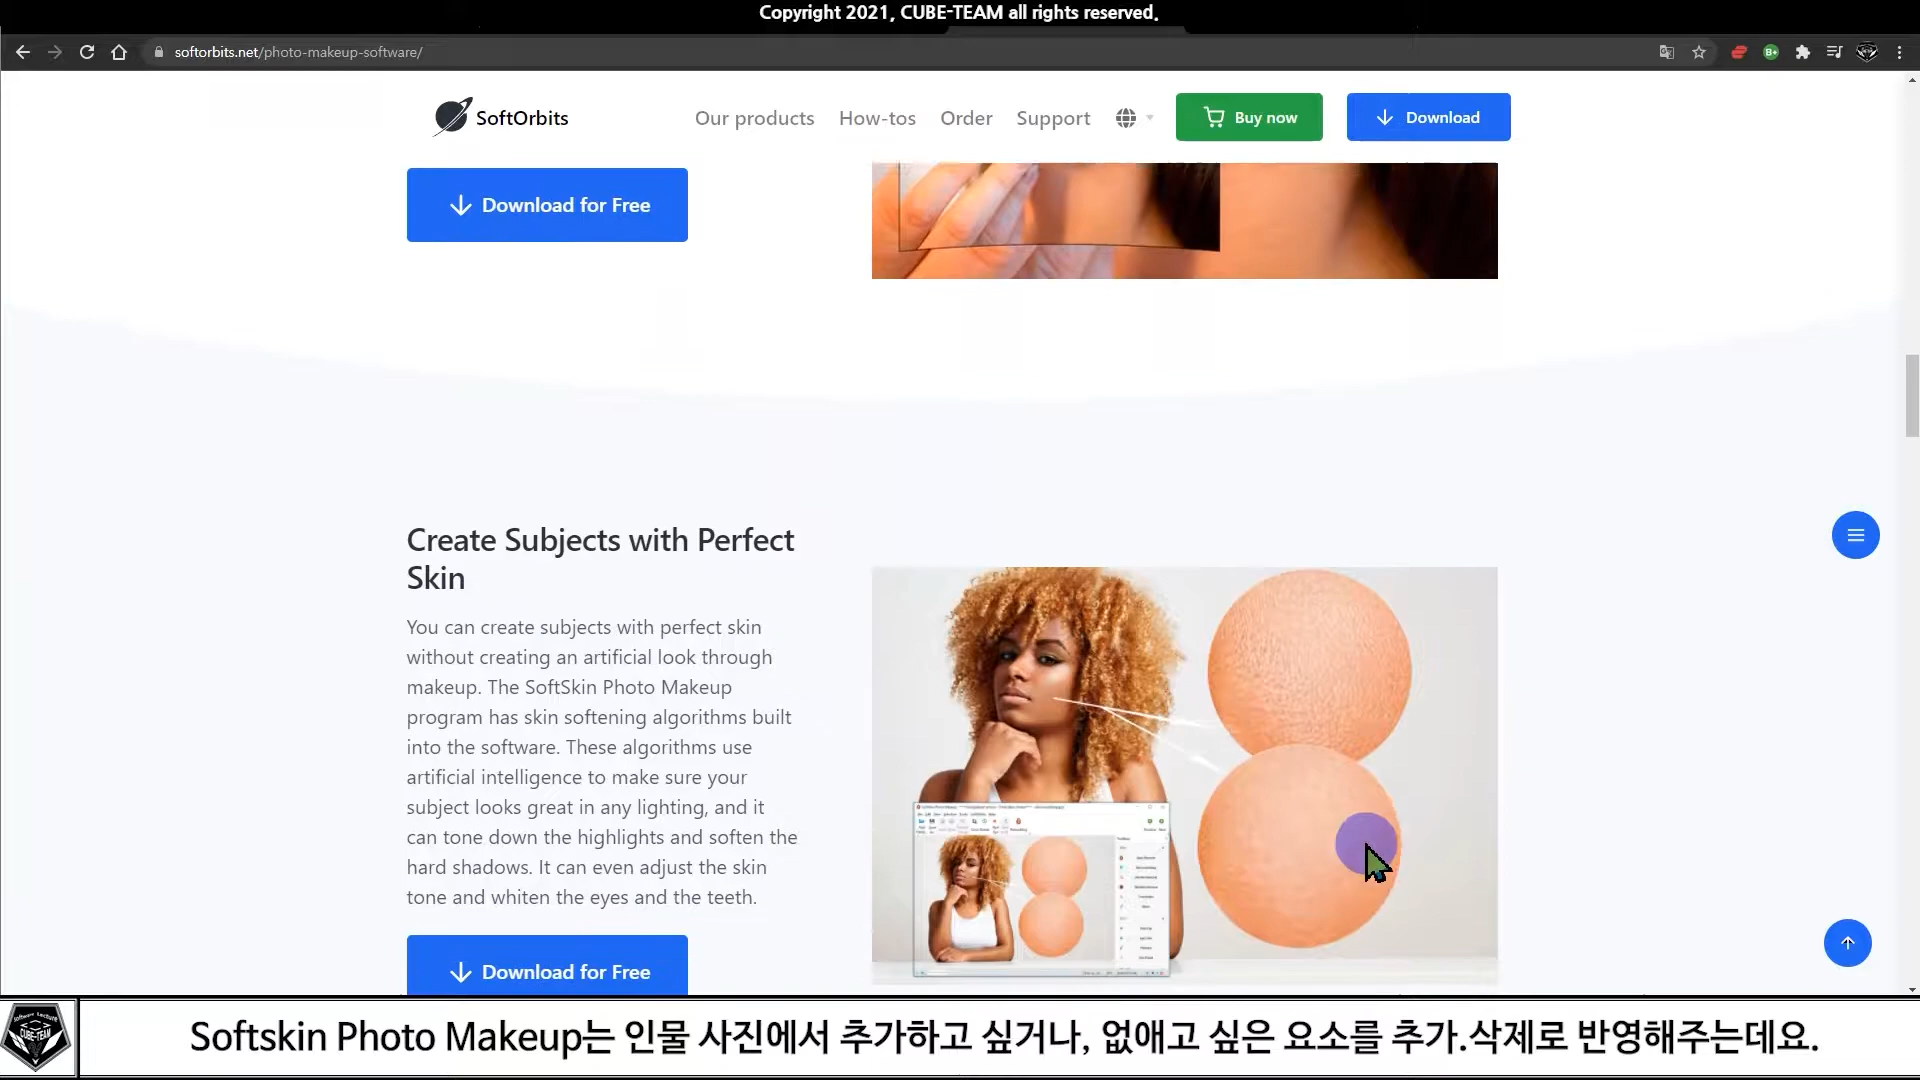 Copyright 2021, CUBE-TEAM all rights reserved.
softorbits.net/photo-makeup-software/
SoftOrbits
Our products
How-tos
Order
Support
Buy now
Download
Download for Free
Create Subjects with Perfect
Skin
You can create subjects with perfect skin
without creating an artificial look through
makeup. The SoftSkin Photo Makeup
program has skin softening algorithms built
into the software. These algorithms use
artificial intelligence to make sure your
subject looks great in any lighting, and it
can tone down the highlights and soften the
hard shadows. It can even adjust the skin
tone and whiten the eyes and the teeth.
Download for Free
Software Lecture
CUBE-TEAM
Softskin Photo Makeup는 인물 사진에서 추가하고 싶거나, 없애고 싶은 요소를 추가.삭제로 반영해주는데요.